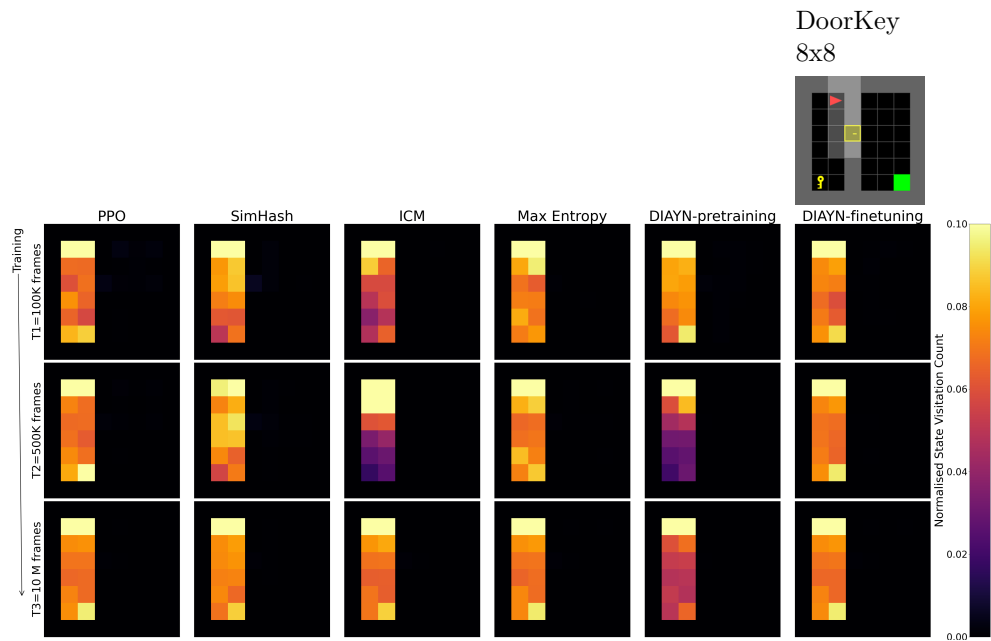 DoorKey
8x8
PPO
SimHash
ICM
Max Entropy
DIAYN-pretraining
DIAYN-finetuning
Training
T1=100K frames
T2=500K frames
T3=10 M frames
0.10
0.08
0.06
0.04
0.02
0.00
Normalised State Visitation Count